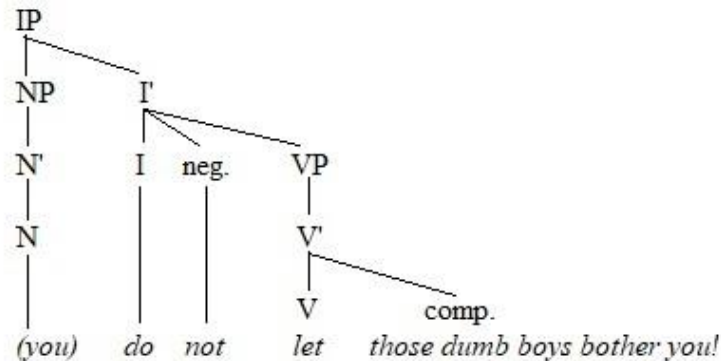 IP
NP I'
N' I neg. VP
N V'
V comp.
(you) do not let those dumb boys bother you!